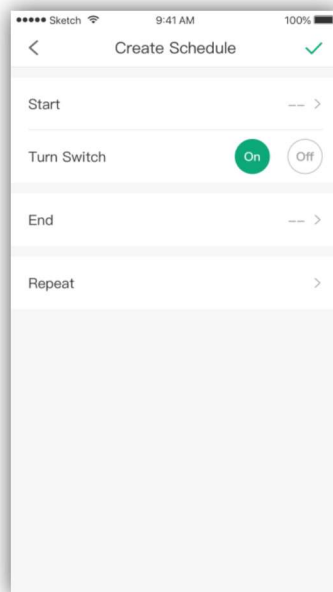 Sketch 9:41 AM 100%
Create Schedule
Start -- >
Turn Switch On Off
End -- >
Repeat >